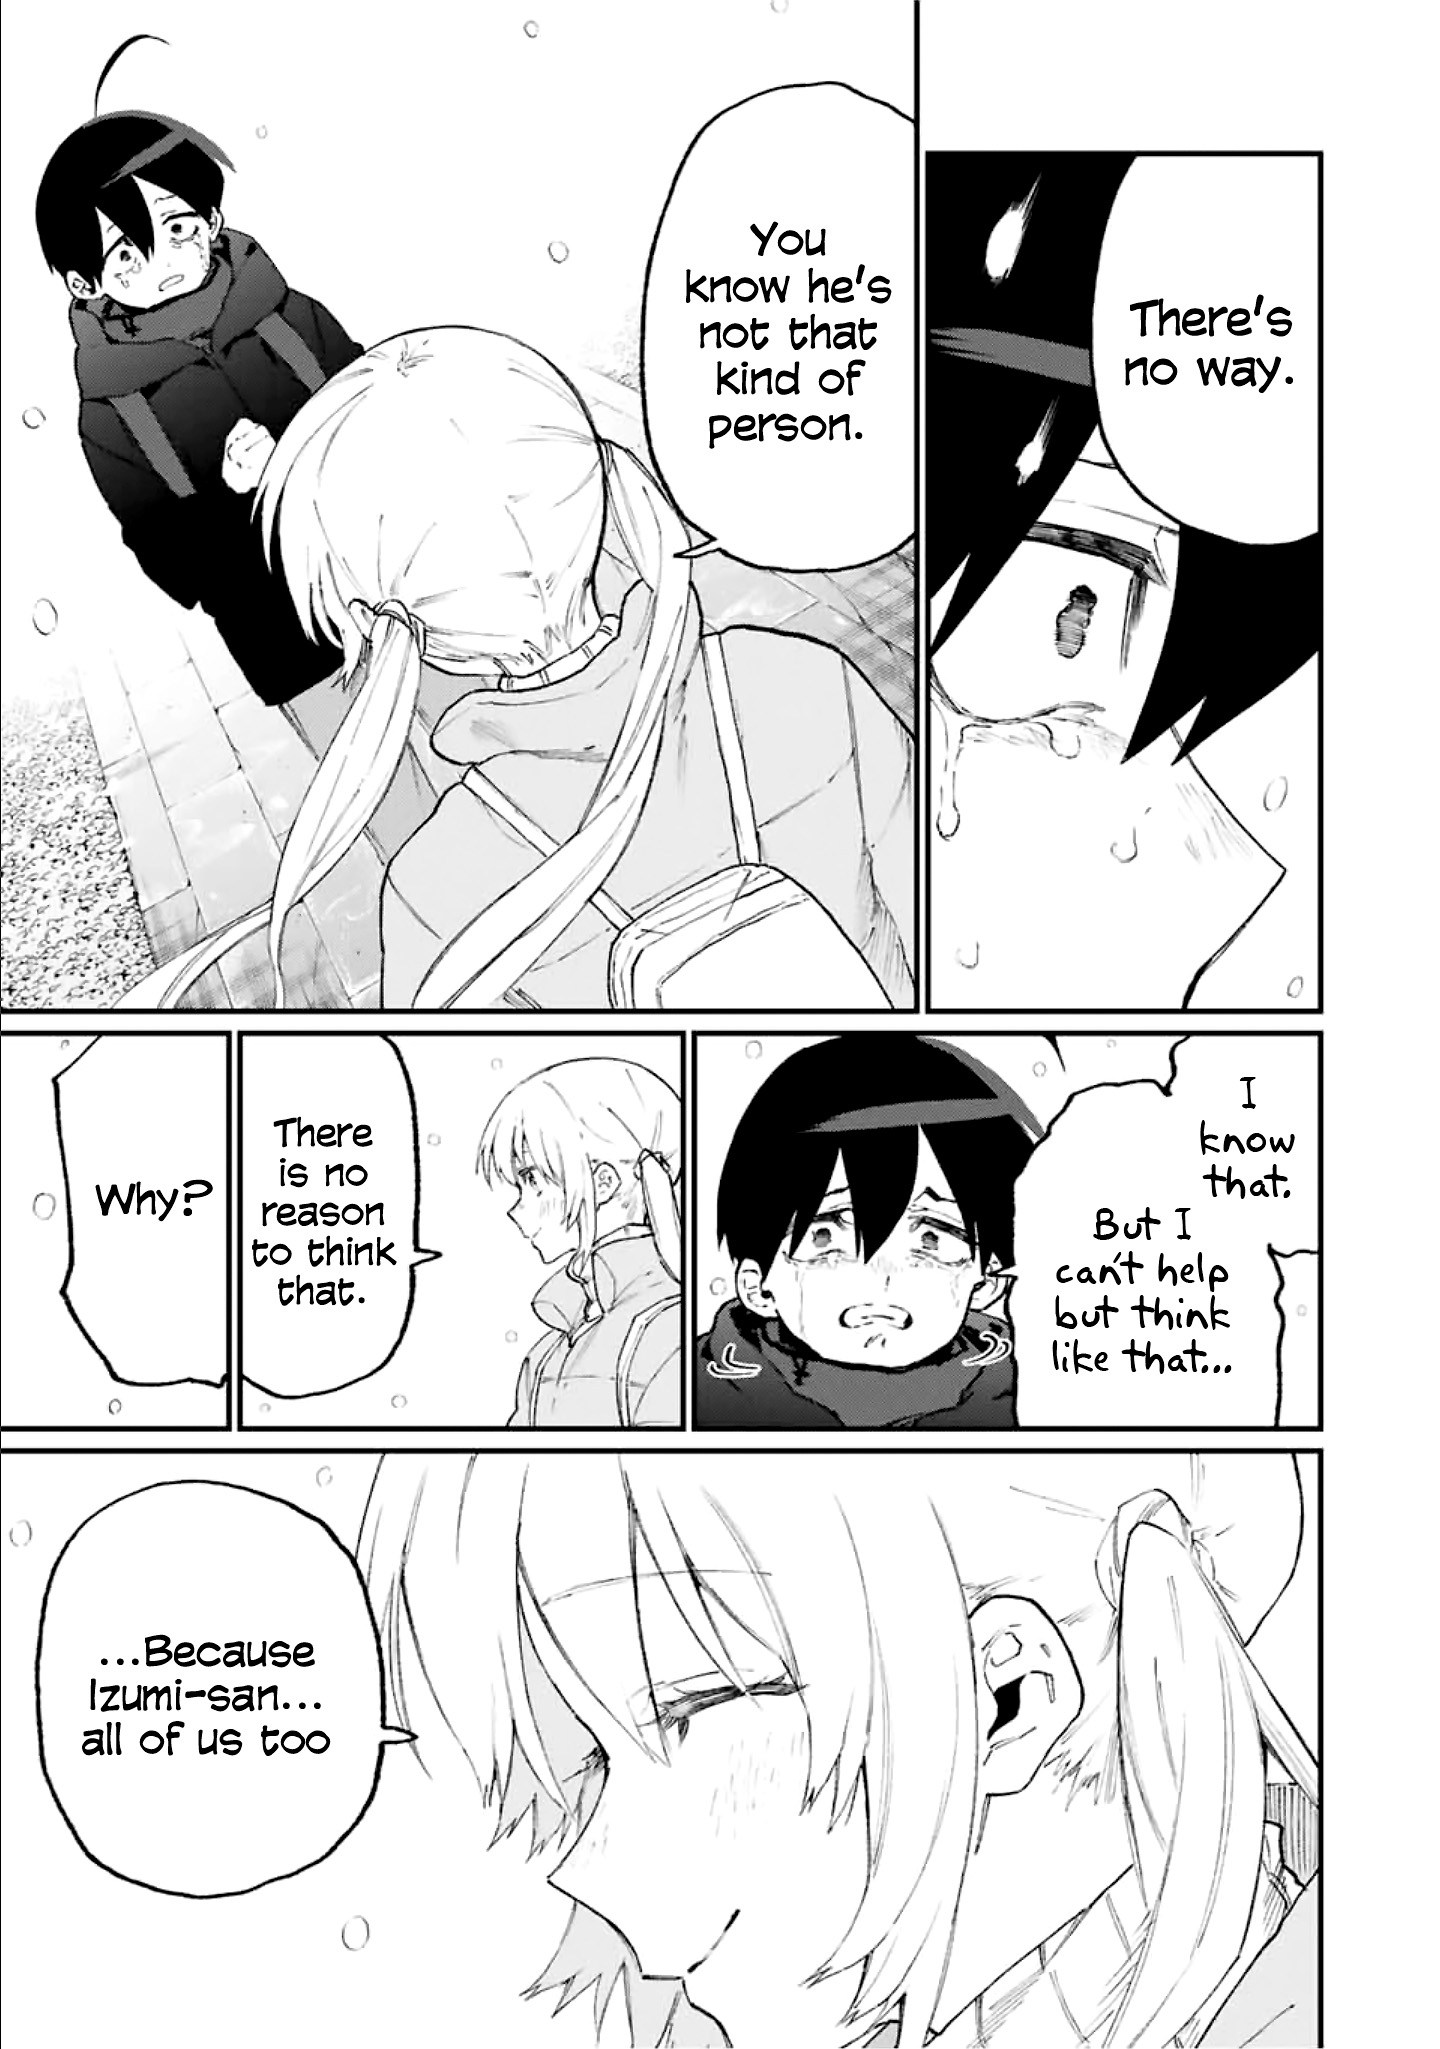 There's
no way.
You
know he's
not that
kind of
person.
I
know
that.
But I
can't help
but think
like that...
There
is no
reason
to think
that.
Why?
...Because
Izumi-san...
all of us too